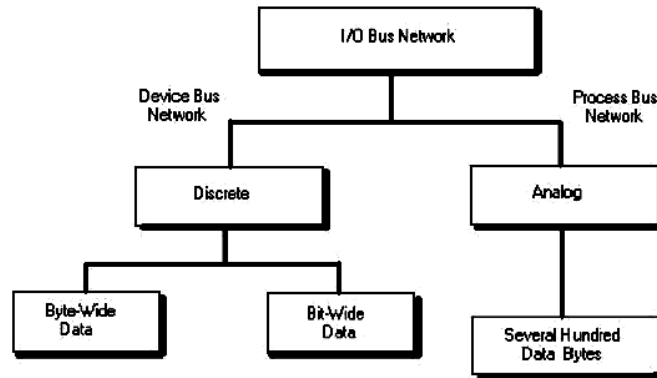 I/O Bus Network
Device Bus
Network
Process Bus
Network
Discrete
Analog
Byte-Wide
Data
Bit-Wide
Data
Several Hundred
Data Bytes